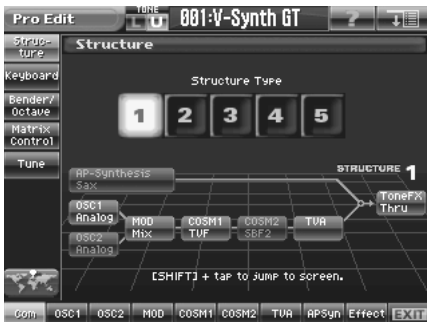 Pro Edit TONE L U 001:V-Synth GT ?
Struc-
ture
Structure
Keyboard
Bender/
Octave
Matrix
Control
Tune
Structure Type
1 2 3 4 5
STRUCTURE 1
AP-Synthesis
Sax
ToneFX
Thru
OSC1
Analog
MOD
Mix
COSM1
TVF
COSM2
SBF2
TVA
OSC2
Analog
[SHIFT] + tap to jump to screen.
Com OSC1 OSC2 MOD COSM1 COSM2 TVA APSyn Effect EXIT